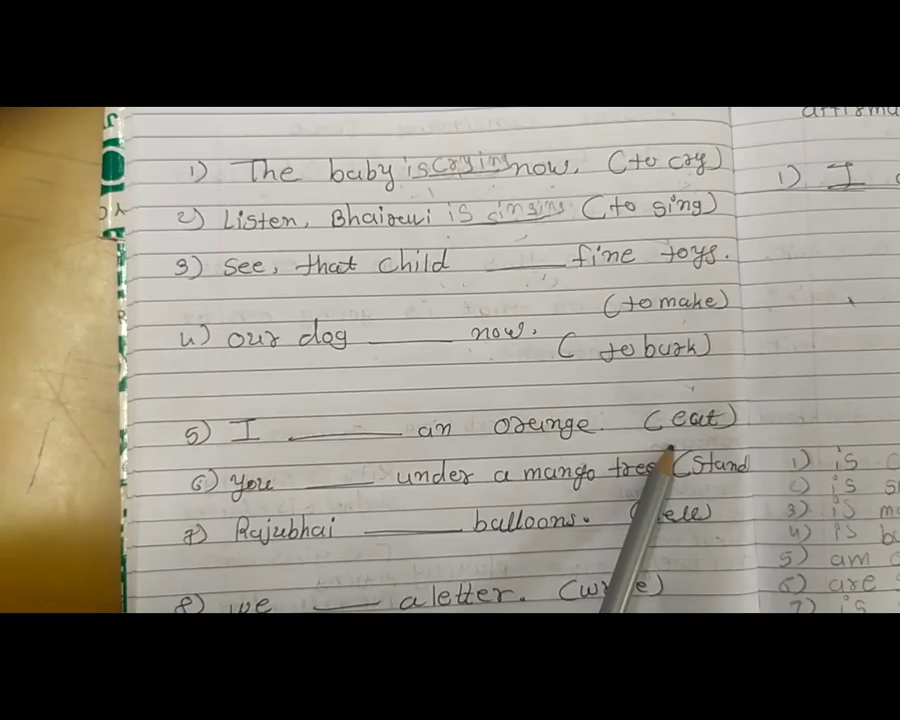 affirma
1) The baby is crying now. (to cry)
1) I
2) Listen, Bhairavi is singing (to sing)
3) see, that child ____ fine toys.
(to make)
4) our dog ____ now.
( to bark)
5) I ____ an orange. (eat)
6) you ____ under a mango tree (stand
7) Rajubhai ____ balloons.
8) we ____ a letter.
1) is c
2) is s
3) is m
4) is b
5) am
6) are
7) is